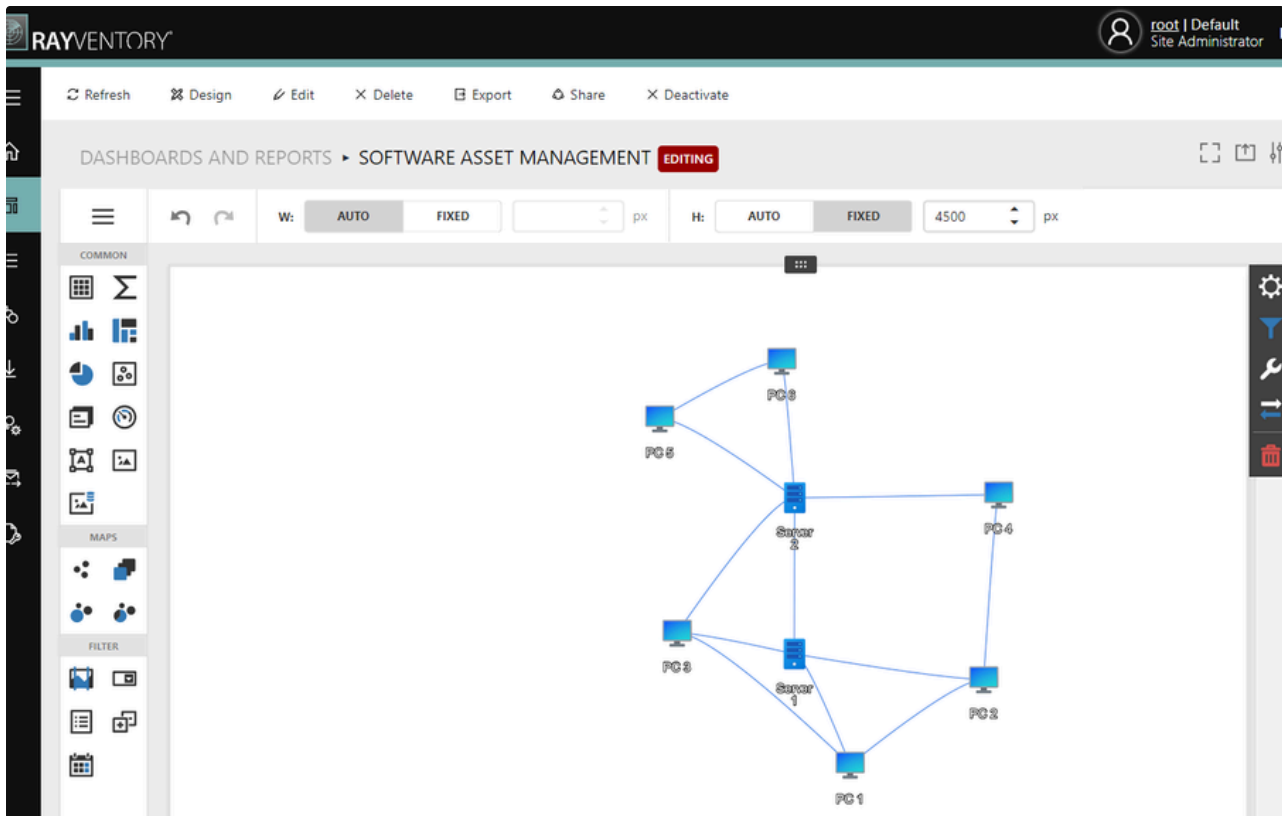 RAYVENTORY
root | Default
Site Administrator
Refresh Design Edit Delete Export Share Deactivate
DASHBOARDS AND REPORTS ▸ SOFTWARE ASSET MANAGEMENT EDITING
W: AUTO FIXED px H: AUTO FIXED 4500 px
COMMON
PC 6
PC 5
PC 4
Server
2
MAPS
FILTER
PC 3
Server
1
PC 2
PC 1